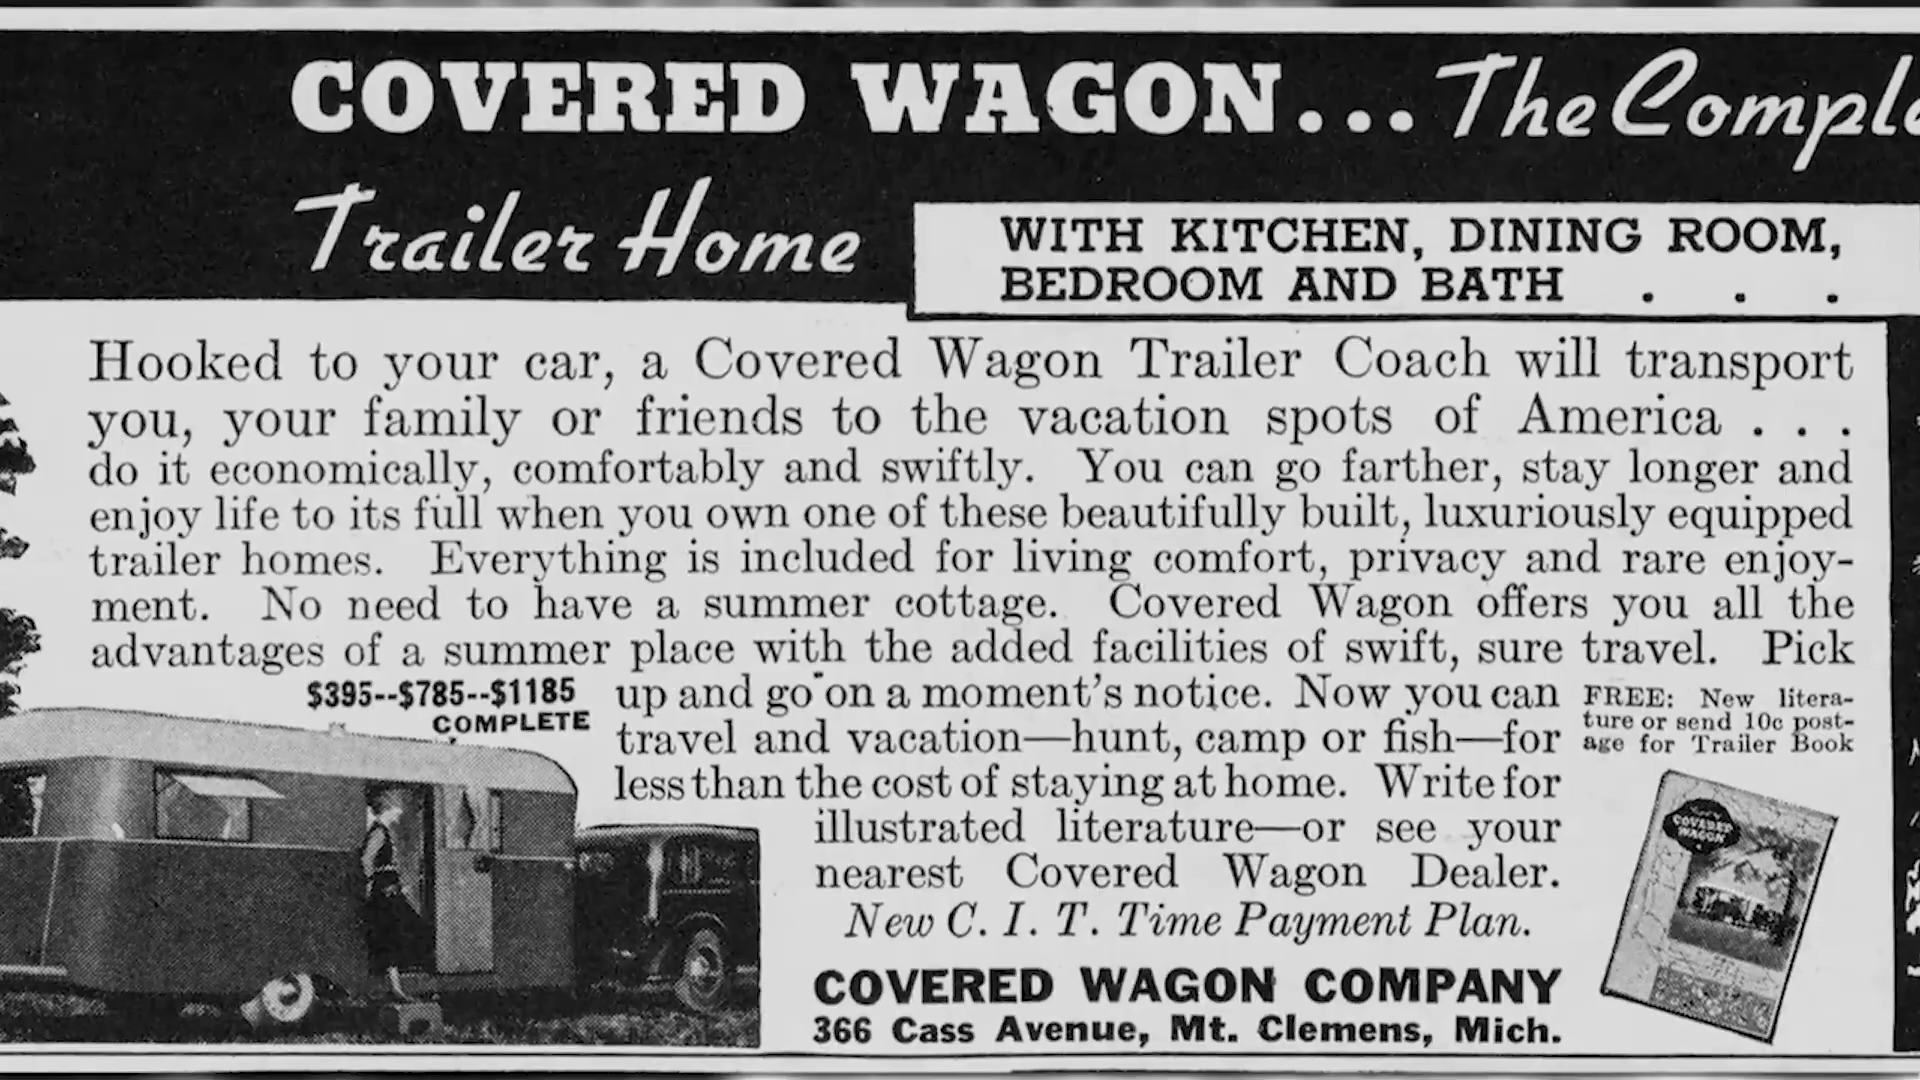 COVERED WAGON... The Comple
Trailer Home
WITH KITCHEN, DINING ROOM,
BEDROOM AND BATH . . .
Hooked to your car, a Covered Wagon Trailer Coach will transport
you, your family or friends to the vacation spots of America . . .
do it economically, comfortably and swiftly. You can go farther, stay longer and
enjoy life to its full when you own one of these beautifully built, luxuriously equipped
trailer homes. Everything is included for living comfort, privacy and rare enjoy-
ment. No need to have a summer cottage. Covered Wagon offers you all the
advantages of a summer place with the added facilities of swift, sure travel. Pick
up and go on a moment's notice. Now you can
travel and vacation—hunt, camp or fish—for
less than the cost of staying at home. Write for
illustrated literature—or see your
nearest Covered Wagon Dealer.
New C. I. T. Time Payment Plan.
$395--$785--$1185
COMPLETE
FREE: New litera-
ture or send 10c post-
age for Trailer Book
COVERED
WAGON
COVERED WAGON COMPANY
366 Cass Avenue, Mt. Clemens, Mich.